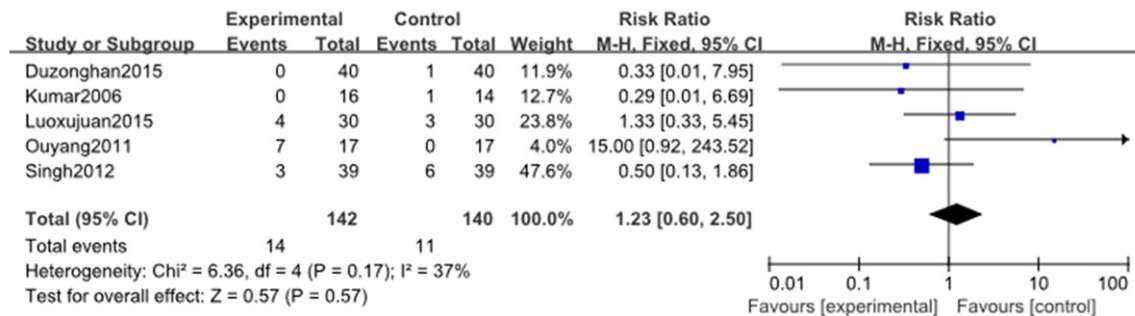 Experimental Control Risk Ratio Risk Ratio
Study or Subgroup Events Total Events Total Weight M-H, Fixed, 95% CI M-H, Fixed, 95% CI
Duzonghan2015 0 40 1 40 11.9% 0.33 [0.01, 7.95]
Kumar2006 0 16 1 14 12.7% 0.29 [0.01, 6.69]
Luoxujuan2015 4 30 3 30 23.8% 1.33 [0.33, 5.45]
Ouyang2011 7 17 0 17 4.0% 15.00 [0.92, 243.52]
Singh2012 3 39 6 39 47.6% 0.50 [0.13, 1.86]
Total (95% CI) 142 140 100.0% 1.23 [0.60, 2.50]
Total events 14 11
Heterogeneity: Chi² = 6.36, df = 4 (P = 0.17); I² = 37%
Test for overall effect: Z = 0.57 (P = 0.57)
0.01 0.1 1 10 100
Favours [experimental] Favours [control]